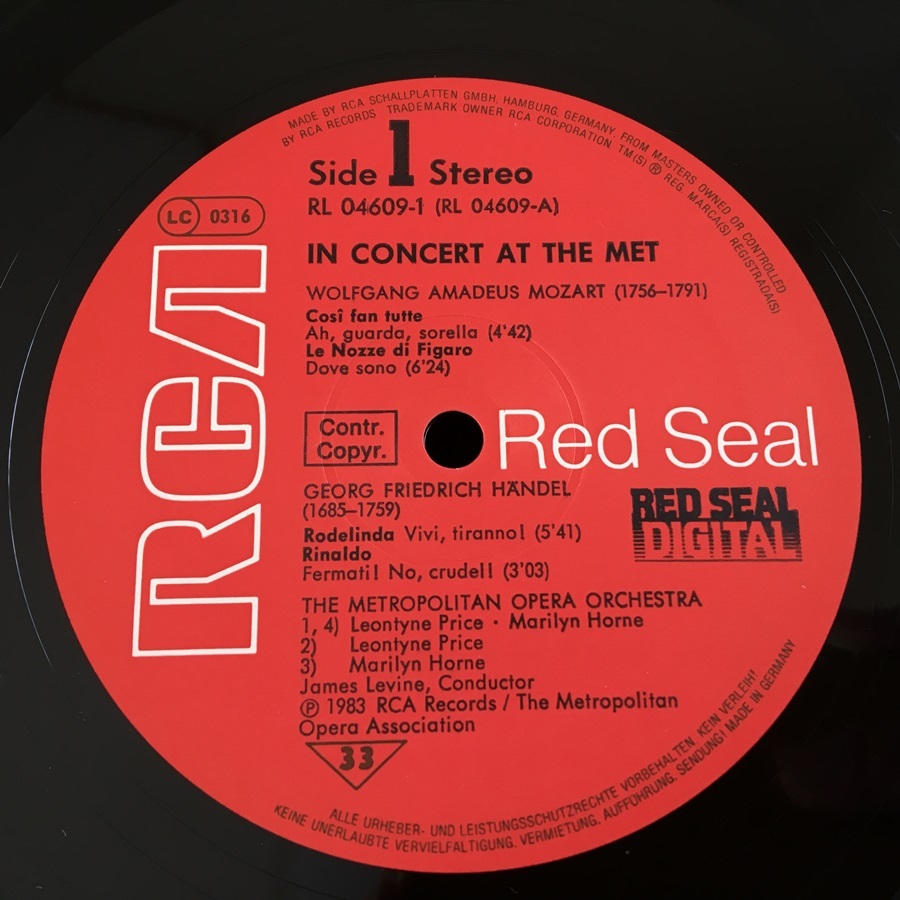 MADE BY RCA SCHALLPLATTEN GMBH, HAMBURG, GERMANY, FROM MASTERS OWNED OR CONTROLLED
BY RCA RECORDS TRADEMARK OWNER RCA CORPORATION TM(S) ® REG. MARCA(S) REGISTRADA(S)
Side 1 Stereo
RL 04609-1 (RL 04609-A)
LC 0316
IN CONCERT AT THE MET
WOLFGANG AMADEUS MOZART (1756–1791)
Cosî fan tutte
Ah, guarda, sorella (4'42)
Le Nozze di Figaro
Dove sono (6'24)
RCA
Contr.
Copyr.
Red Seal
GEORG FRIEDRICH HÄNDEL
(1685–1759)
Rodelinda Vivi, tiranno! (5'41)
Rinaldo
Fermati! No, crudel! (3'03)
RED SEAL
DIGITAL
THE METROPOLITAN OPERA ORCHESTRA
1, 4) Leontyne Price · Marilyn Horne
2) Leontyne Price
3) Marilyn Horne
James Levine, Conductor
℗ 1983 RCA Records / The Metropolitan
Opera Association
33
ALLE URHEBER- UND LEISTUNGSSCHUTZRECHTE VORBEHALTEN. KEIN VERLEIH!
KEINE UNERLAUBTE VERVIELFÄLTIGUNG, VERMIETUNG, AUFFÜHRUNG, SENDUNG! MADE IN GERMANY